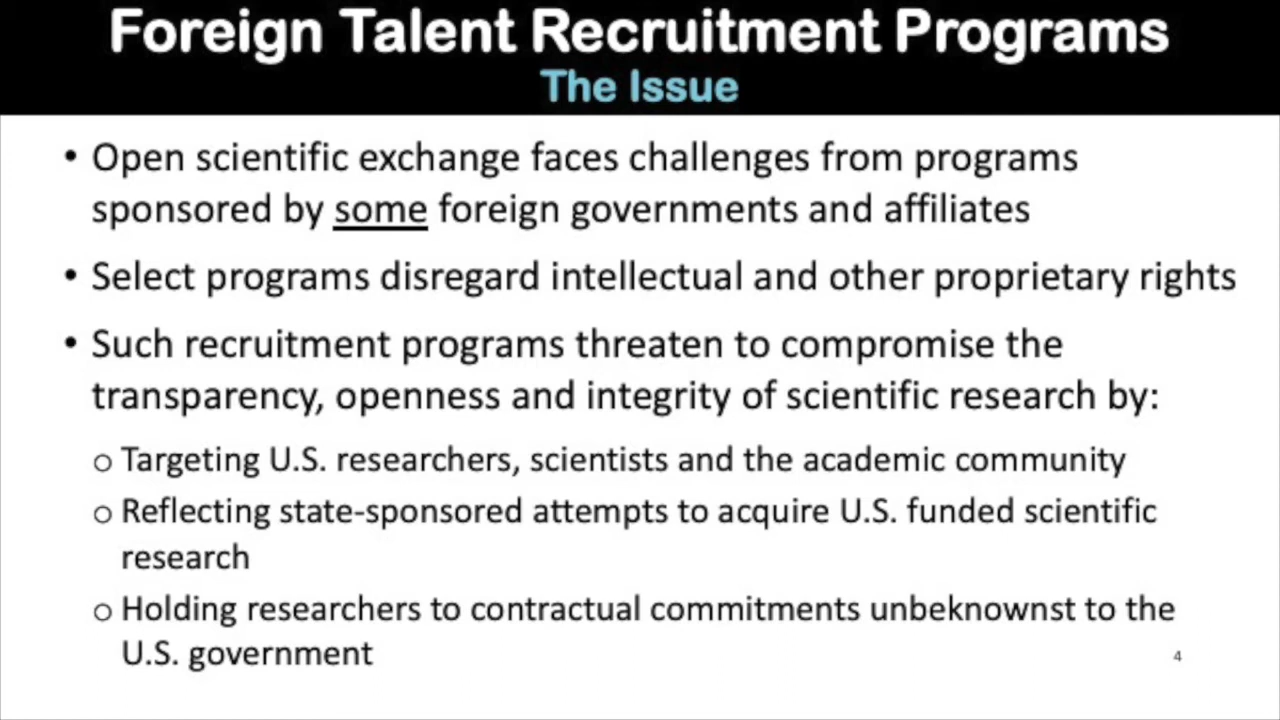 Foreign Talent Recruitment Programs
The Issue
• Open scientific exchange faces challenges from programs
sponsored by some foreign governments and affiliates
• Select programs disregard intellectual and other proprietary rights
• Such recruitment programs threaten to compromise the
transparency, openness and integrity of scientific research by:
o Targeting U.S. researchers, scientists and the academic community
o Reflecting state-sponsored attempts to acquire U.S. funded scientific
research
o Holding researchers to contractual commitments unbeknownst to the
U.S. government
4